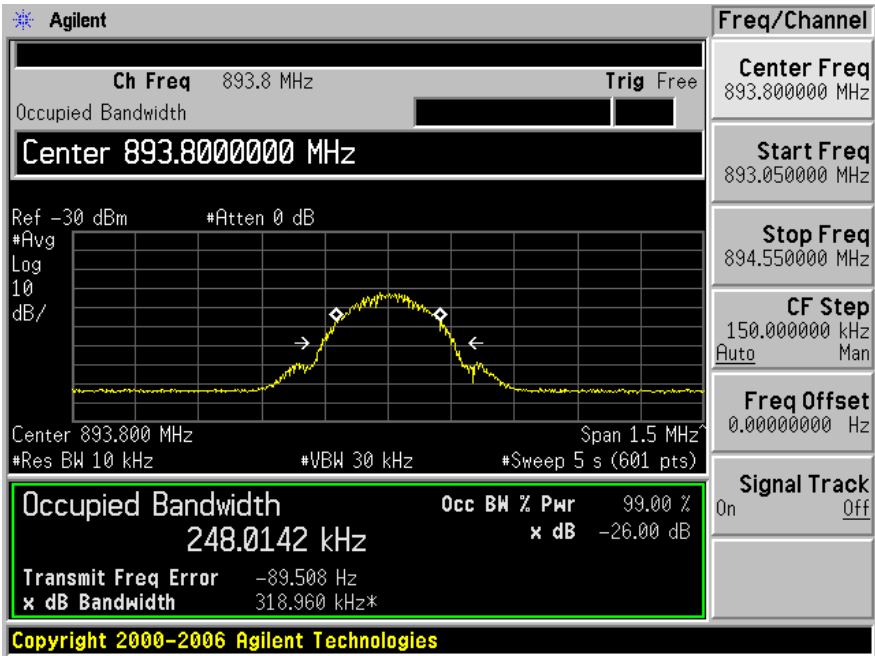 Agilent
Freq/Channel
Ch Freq 893.8 MHz Trig Free
Occupied Bandwidth
Center 893.8000000 MHz
Ref -30 dBm #Atten 0 dB
#Avg
Log
10
dB/
Center 893.800 MHz Span 1.5 MHz^
#Res BW 10 kHz #VBW 30 kHz #Sweep 5 s (601 pts)
Occupied Bandwidth Occ BW % Pwr 99.00 %
248.0142 kHz x dB -26.00 dB
Transmit Freq Error -89.508 Hz
x dB Bandwidth 318.960 kHz*
Center Freq
893.800000 MHz
Start Freq
893.050000 MHz
Stop Freq
894.550000 MHz
CF Step
150.000000 kHz
Auto Man
Freq Offset
0.00000000 Hz
Signal Track
On Off
Copyright 2000-2006 Agilent Technologies